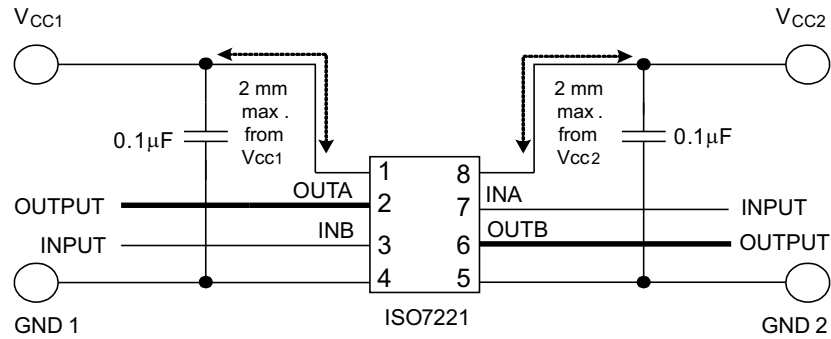 VCC1
VCC2
2 mm
max .
from
Vcc1
2 mm
max .
from
Vcc2
0.1µF
0.1µF
1
8
OUTPUT
OUTA
2
7
INA
INPUT
INPUT
INB
3
6
OUTB
OUTPUT
4
5
GND 1
ISO7221
GND 2